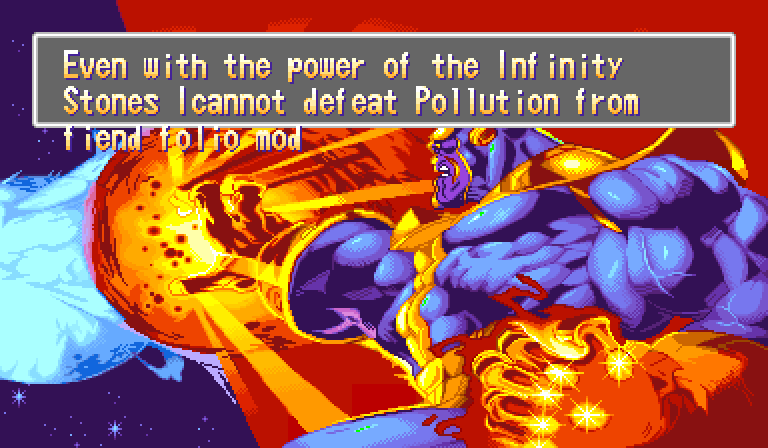 Even with the power of the Infinity
Stones Icannot defeat Pollution from
fiend folio mod